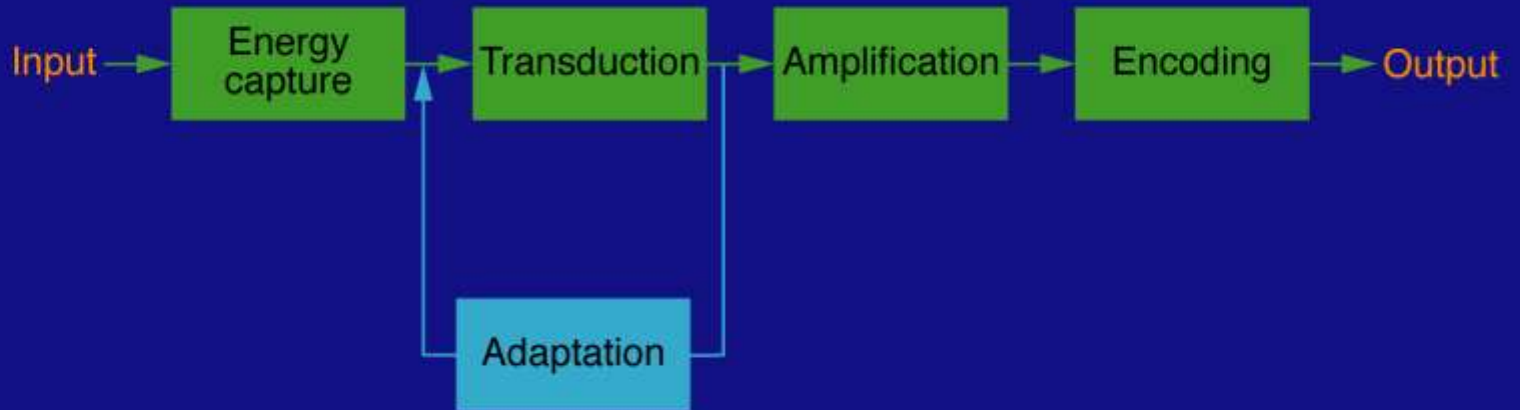 Input
Energy
capture
Transduction
Amplification
Encoding
Output
Adaptation